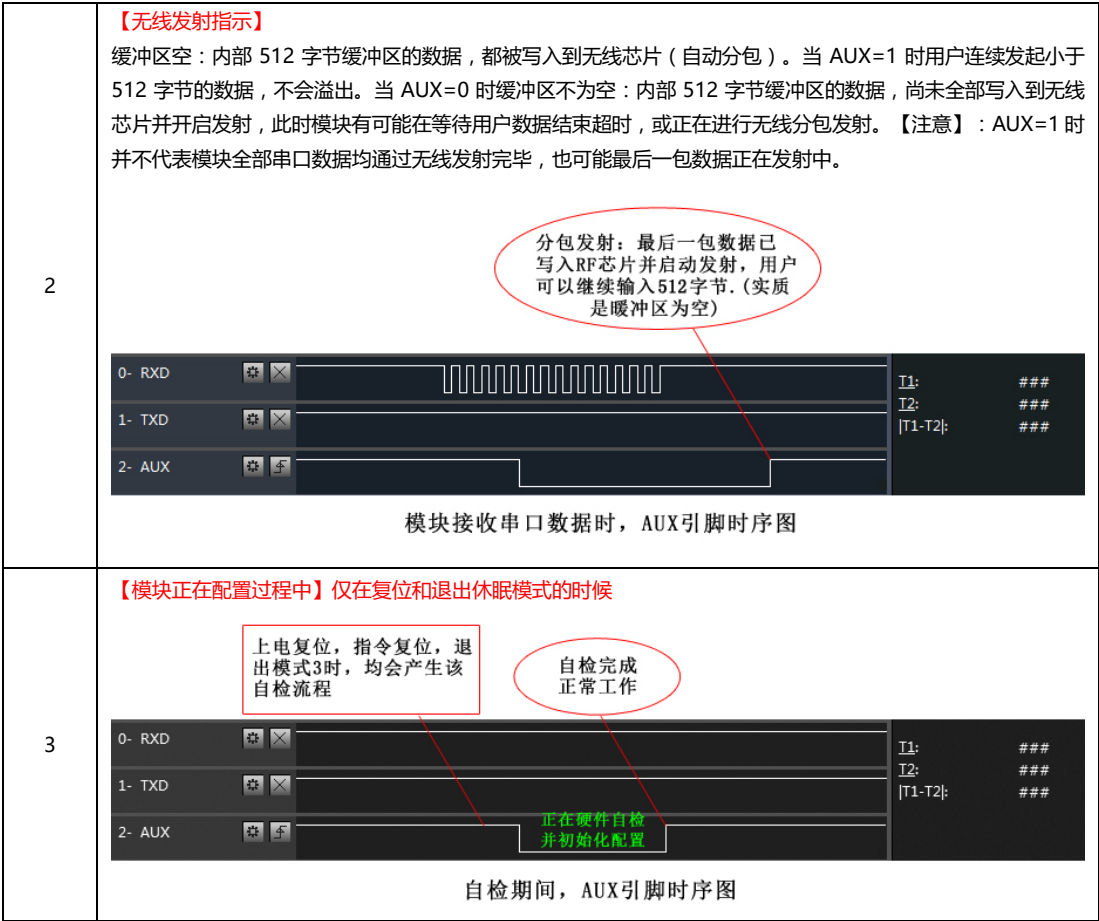 【无线发射指示】
缓冲区空：内部 512 字节缓冲区的数据，都被写入到无线芯片（自动分包）。当 AUX=1 时用户连续发起小于
512 字节的数据，不会溢出。当 AUX=0 时缓冲区不为空：内部 512 字节缓冲区的数据，尚未全部写入到无线
芯片并开启发射，此时模块有可能在等待用户数据结束超时，或正在进行无线分包发射。【注意】：AUX=1 时
并不代表模块全部串口数据均通过无线发射完毕，也可能最后一包数据正在发射中。
2
分包发射：最后一包数据已
写入RF芯片并启动发射，用户
可以继续输入512字节.(实质
是暖冲区为空)
0- RXD
1- TXD
2- AUX
T1: ###
T2: ###
|T1-T2|: ###
模块接收串口数据时，AUX引脚时序图
3
【模块正在配置过程中】仅在复位和退出休眠模式的时候
上电复位，指令复位，退
出模式3时，均会产生该
自检流程
自检完成
正常工作
0- RXD
1- TXD
2- AUX
正在硬件自检
并初始化配置
T1: ###
T2: ###
|T1-T2|: ###
自检期间，AUX引脚时序图